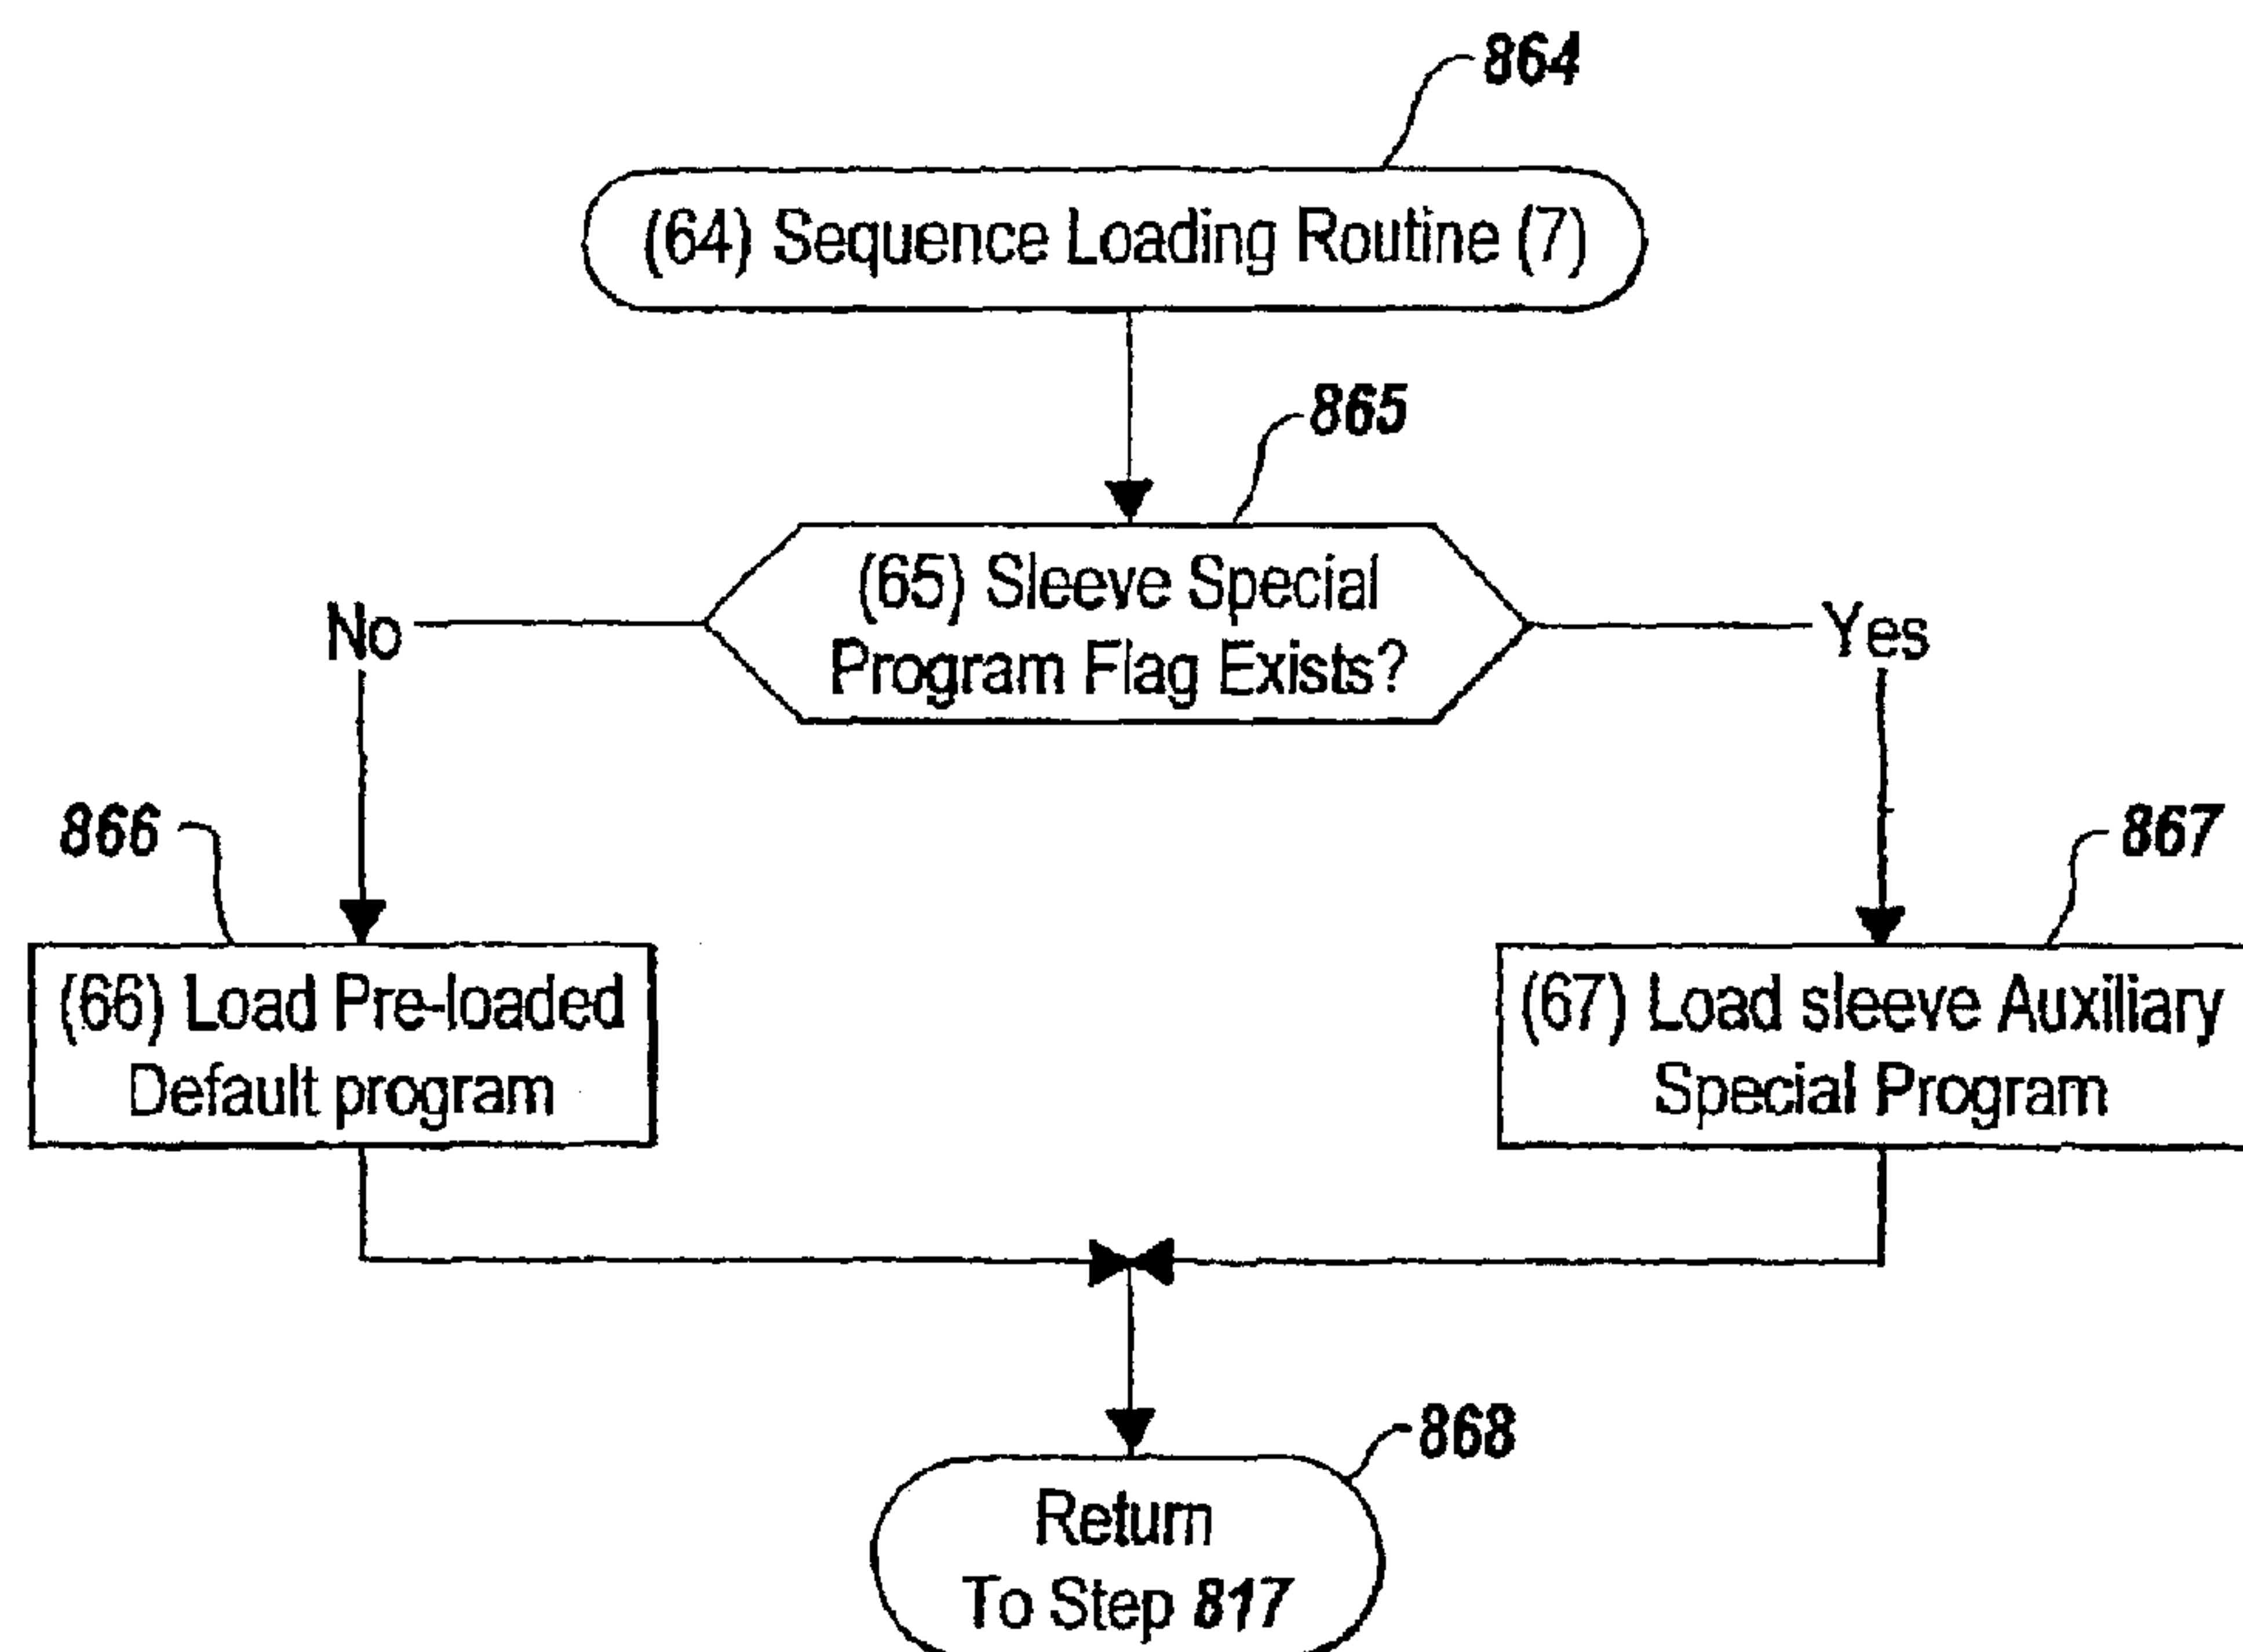 864
(64) Sequence Loading Routine (7)
865
(65) Sleeve Special
Program Flag Exists?
No
Yes
866
867
(66) Load Pre-loaded
Default program
(67) Load sleeve Auxiliary
Special Program
868
Return
To Step 817